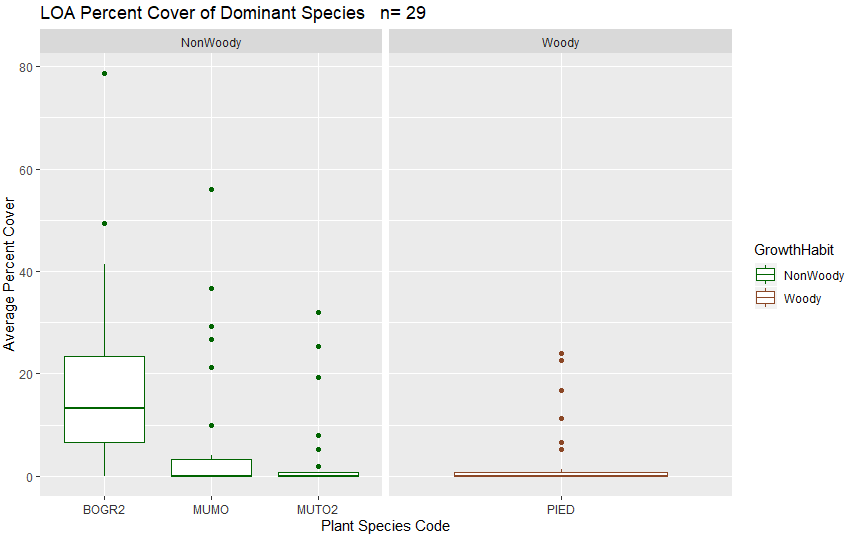 LOA Percent Cover of Dominant Species n= 29
NonWoody
Woody
Average Percent Cover
80
60
40
20
0
BOGR2
MUMO
MUTO2
PIED
Plant Species Code
GrowthHabit
NonWoody
Woody